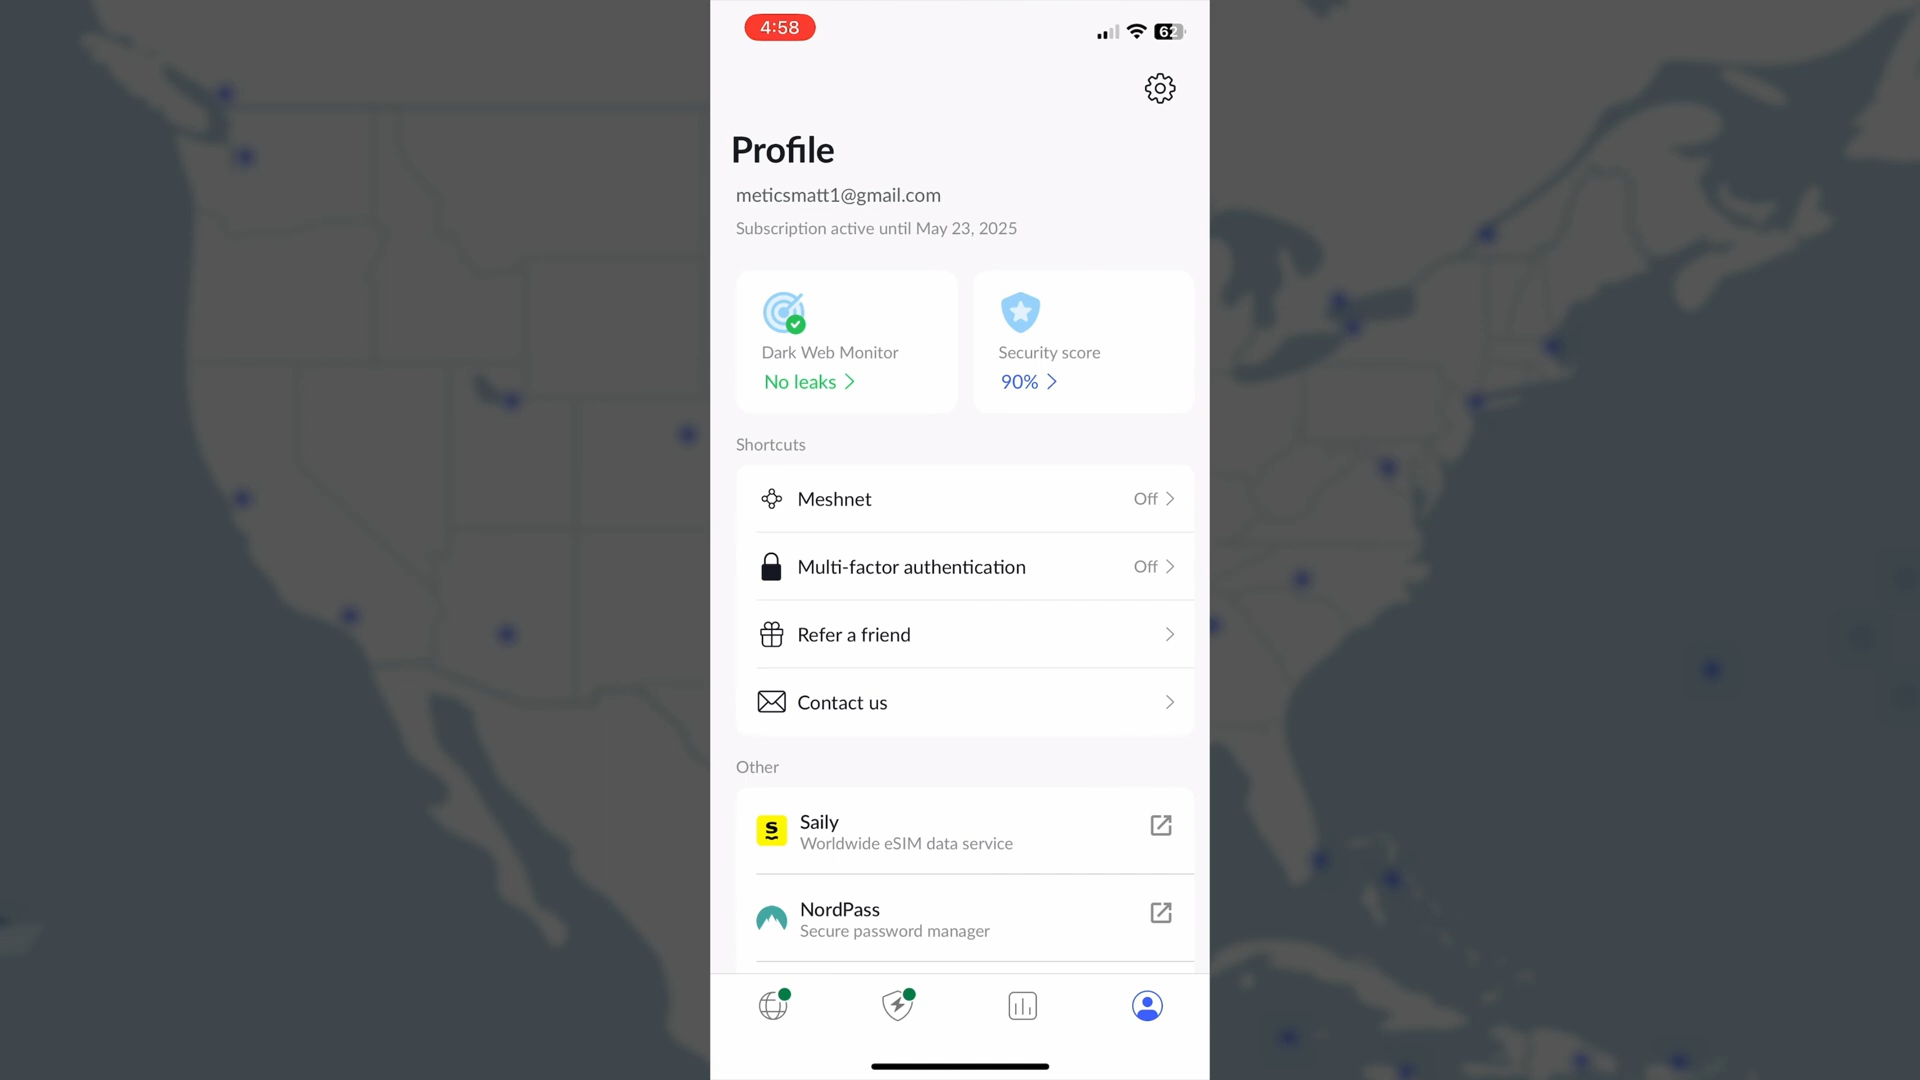 4:58
62
Profile
meticsmatt1@gmail.com
Subscription active until May 23, 2025
Dark Web Monitor
No leaks
Security score
90%
Shortcuts
Meshnet
Off
Multi-factor authentication
Off
Refer a friend
Contact us
Other
S
Saily
Worldwide eSIM data service
NordPass
Secure password manager